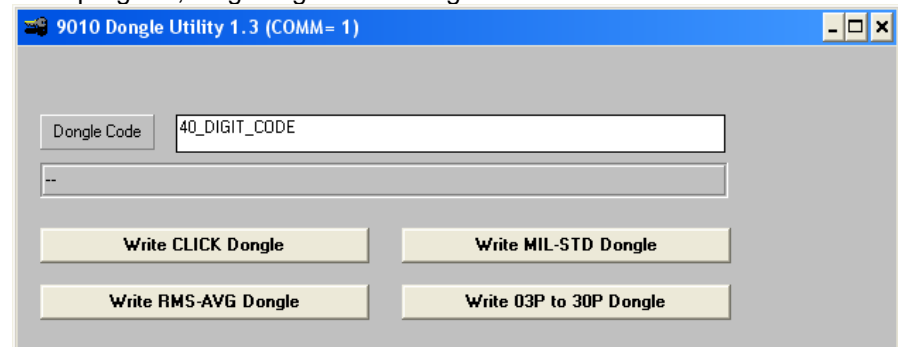 9010 Dongle Utility 1.3 (COMM= 1)
Dongle Code
40_DIGIT_CODE
--
Write CLICK Dongle
Write MIL-STD Dongle
Write RMS-AVG Dongle
Write 03P to 30P Dongle